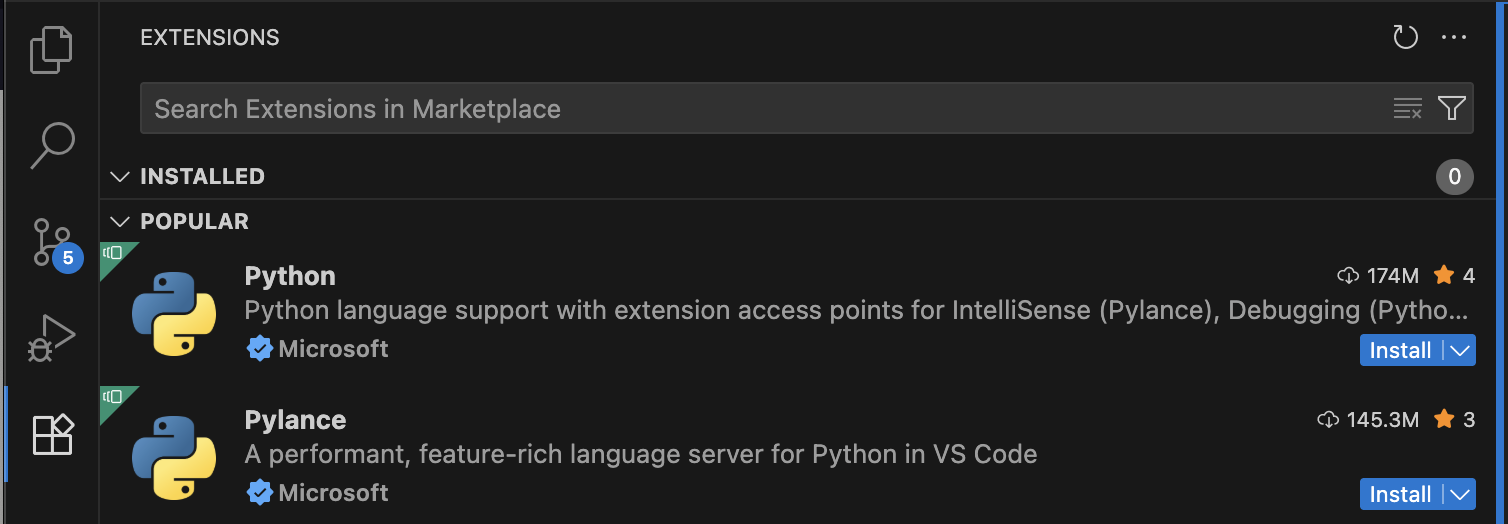 EXTENSIONS
Search Extensions in Marketplace
INSTALLED 0
POPULAR
5
Python 174M 4
Python language support with extension access points for IntelliSense (Pylance), Debugging (Pytho...
Microsoft Install
Pylance 145.3M 3
A performant, feature-rich language server for Python in VS Code
Microsoft Install